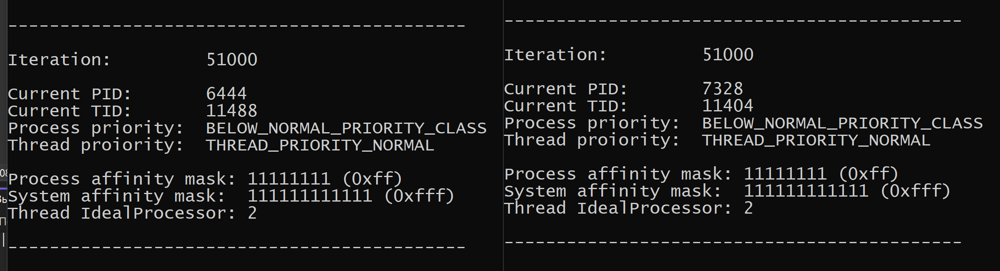 --------------------------------------------
Iteration: 51000
Current PID: 6444
Current TID: 11488
Process priority: BELOW_NORMAL_PRIORITY_CLASS
Thread proiority: THREAD_PRIORITY_NORMAL
Process affinity mask: 11111111 (0xff)
System affinity mask: 111111111111 (0xfff)
Thread IdealProcessor: 2
--------------------------------------------
--------------------------------------------
Iteration: 51000
Current PID: 7328
Current TID: 11404
Process priority: BELOW_NORMAL_PRIORITY_CLASS
Thread proiority: THREAD_PRIORITY_NORMAL
Process affinity mask: 11111111 (0xff)
System affinity mask: 111111111111 (0xfff)
Thread IdealProcessor: 2
--------------------------------------------